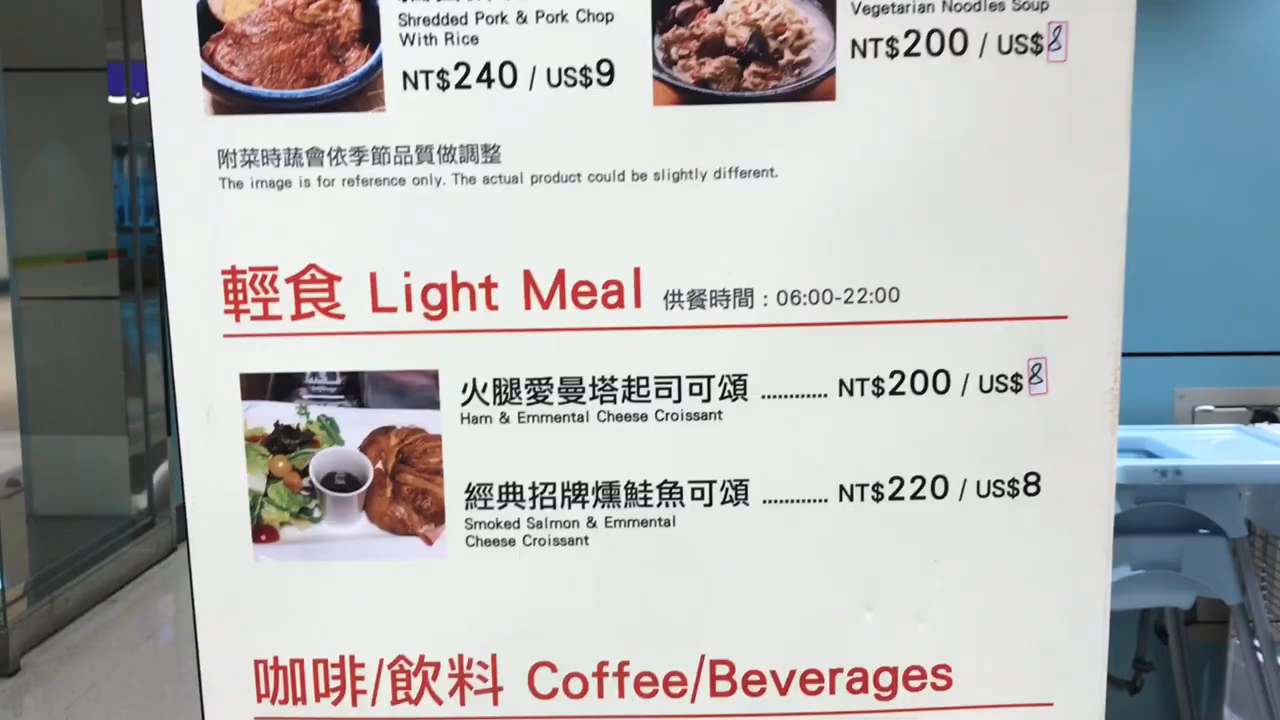 Shredded Pork & Pork Chop
With Rice
NT$240 / US$9
Vegetarian Noodles Soup
NT$200 / US$8
附菜時蔬會依季節品質做調整
The image is for reference only. The actual product could be slightly different.
輕食 Light Meal 供餐時間:06:00-22:00
火腿愛曼塔起司可頌 ............ NT$200 / US$8
Ham & Emmental Cheese Croissant
經典招牌燻鮭魚可頌 ............ NT$220 / US$8
Smoked Salmon & Emmental
Cheese Croissant
咖啡/飲料 Coffee/Beverages